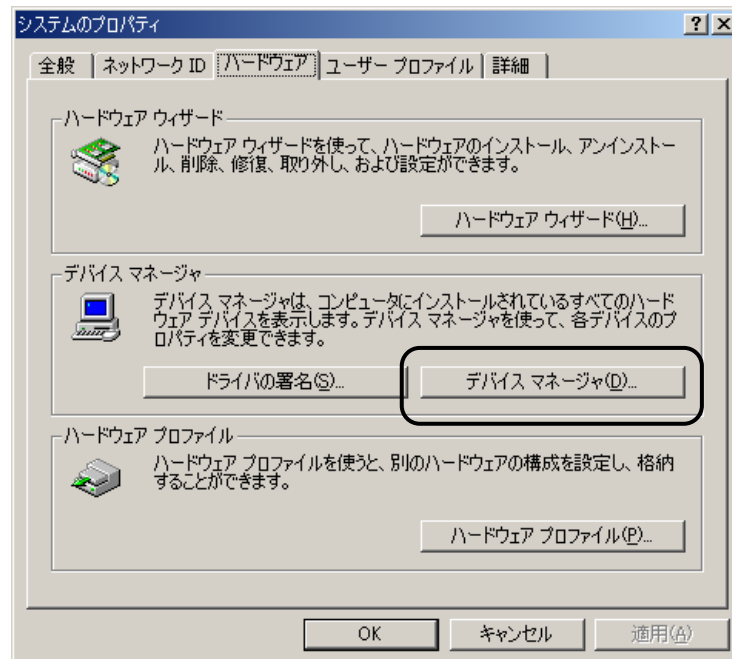 システムのプロパティ
全般 ネットワーク ID ハードウェア ユーザー プロファイル 詳細
ハードウェア ウィザード
ハードウェア ウィザードを使って、ハードウェアのインストール、アンインストー
ル、削除、修復、取り外し、および設定ができます。
ハードウェア ウィザード(H)...
デバイス マネージャ
デバイス マネージャは、コンピュータにインストールされているすべてのハード
ウェア デバイスを表示します。デバイス マネージャを使って、各デバイスのプ
ロパティを変更できます。
ドライバの署名(S)... デバイス マネージャ(D)...
ハードウェア プロファイル
ハードウェア プロファイルを使うと、別のハードウェアの構成を設定し、格納
することができます。
ハードウェア プロファイル(P)...
OK キャンセル 適用(A)